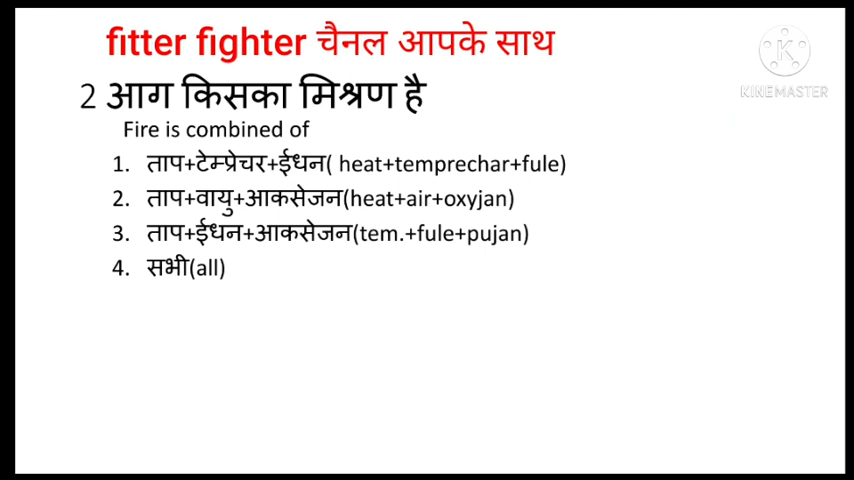 fitter fighter चैनल आपके साथ
KINEMASTER
2 आग किसका मिश्रण है
Fire is combined of
1. ताप+टेम्प्रेचर+ईधन( heat+temprechar+fule)
2. ताप+वायु+आकसेजन(heat+air+oxyjan)
3. ताप+ईधन+आकसेजन(tem.+fule+pujan)
4. सभी(all)